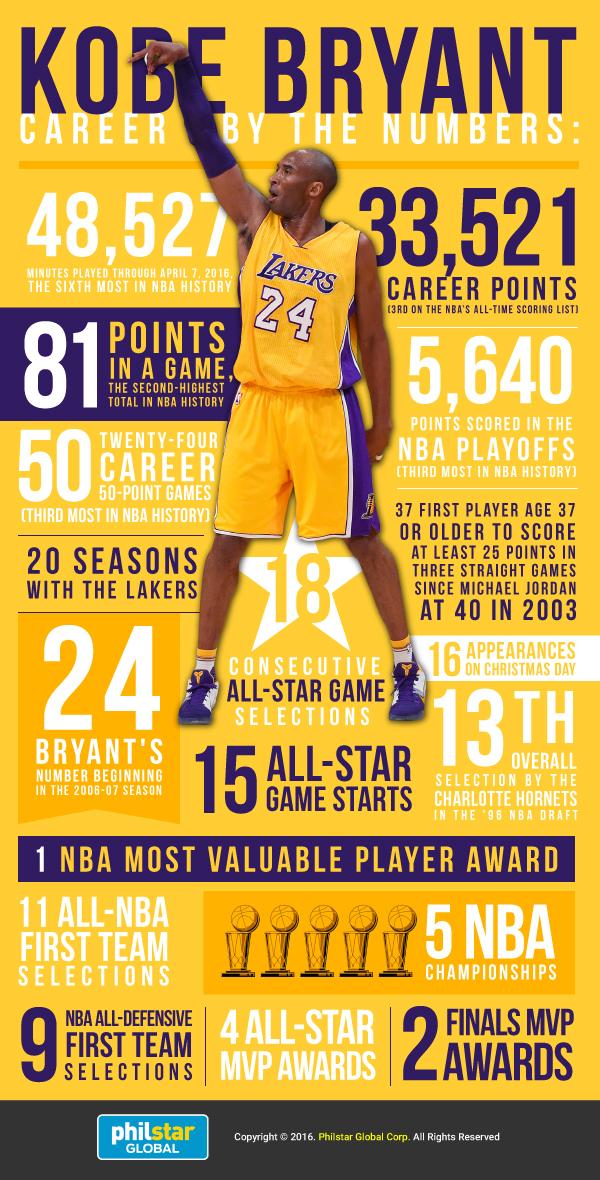 KOBE BRYANT
CAREER BY THE NUMBERS:
48,527
MINUTES PLAYED THROUGH APRIL 7, 2016,
THE SIXTH MOST IN NBA HISTORY
33,521
CAREER POINTS
(3RD ON THE NBA'S ALL-TIME SCORING LIST)
81 POINTS
IN A GAME,
THE SECOND-HIGHEST
TOTAL IN NBA HISTORY
5,640
POINTS SCORED IN THE
NBA PLAYOFFS
(THIRD MOST IN NBA HISTORY)
50 TWENTY-FOUR
CAREER
50-POINT GAMES
(THIRD MOST IN NBA HISTORY)
LAKERS
24
37 FIRST PLAYER AGE 37
OR OLDER TO SCORE
AT LEAST 25 POINTS IN
THREE STRAIGHT GAMES
SINCE MICHAEL JORDAN
AT 40 IN 2003
20 SEASONS
WITH THE LAKERS
18
CONSECUTIVE
ALL-STAR GAME
SELECTIONS
16 APPEARANCES
ON CHRISTMAS DAY
24
BRYANT'S
NUMBER BEGINNING
IN THE 2006-07 SEASON
13TH
OVERALL
SELECTION BY THE
CHARLOTTE HORNETS
IN THE '96 NBA DRAFT
15 ALL-STAR
GAME STARTS
1 NBA MOST VALUABLE PLAYER AWARD
11 ALL-NBA
FIRST TEAM
SELECTIONS
5 NBA
CHAMPIONSHIPS
9 NBA ALL-DEFENSIVE
FIRST TEAM
SELECTIONS
4 ALL-STAR
MVP AWARDS
2 FINALS MVP
AWARDS
philstar
GLOBAL
Copyright © 2016. Philstar Global Corp. All Rights Reserved